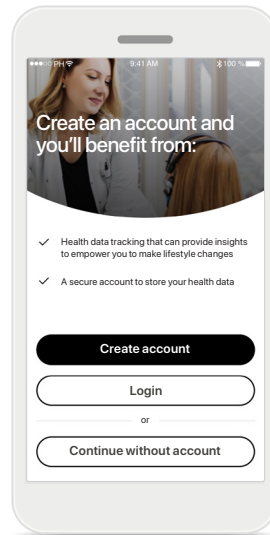 ●●●○○ PH 9:41 AM 100 %
Create an account and
you'll benefit from:
Health data tracking that can provide insights
to empower you to make lifestyle changes
A secure account to store your health data
Create account
Login
or
Continue without account